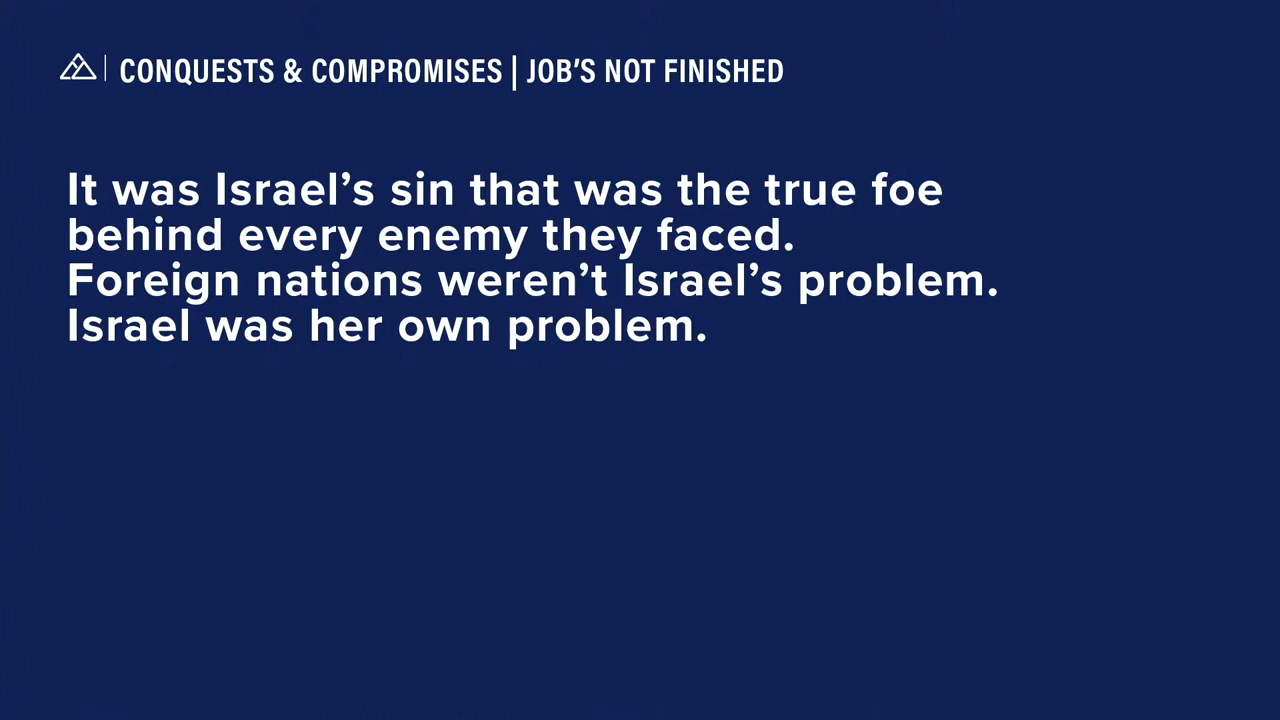 CONQUESTS & COMPROMISES | JOB’S NOT FINISHED
It was Israel’s sin that was the true foe
behind every enemy they faced.
Foreign nations weren’t Israel’s problem.
Israel was her own problem.